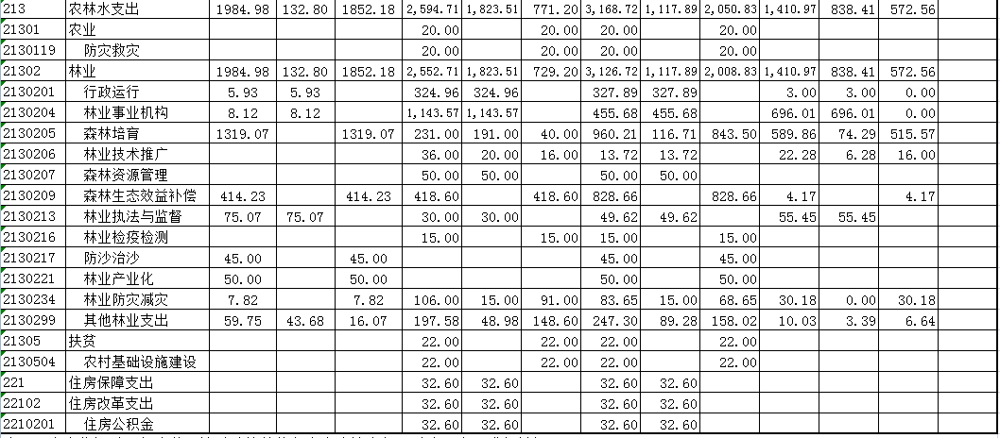 213 农林水支出 1984.98 132.80 1852.18 2,594.71 1,823.51 771.20 3,168.72 1,117.89 2,050.83 1,410.97 838.41 572.56
21301 农业 20.00 20.00 20.00 20.00
2130119 防灾救灾 20.00 20.00 20.00 20.00
21302 林业 1984.98 132.80 1852.18 2,552.71 1,823.51 729.20 3,126.72 1,117.89 2,008.83 1,410.97 838.41 572.56
2130201 行政运行 5.93 5.93 324.96 324.96 327.89 327.89 3.00 3.00 0.00
2130204 林业事业机构 8.12 8.12 1,143.57 1,143.57 455.68 455.68 696.01 696.01 0.00
2130205 森林培育 1319.07 1319.07 231.00 191.00 40.00 960.21 116.71 843.50 589.86 74.29 515.57
2130206 林业技术推广 36.00 20.00 16.00 13.72 13.72 22.28 6.28 16.00
2130207 森林资源管理 50.00 50.00 50.00 50.00
2130209 森林生态效益补偿 414.23 414.23 418.60 418.60 828.66 828.66 4.17 4.17
2130213 林业执法与监督 75.07 75.07 30.00 30.00 49.62 49.62 55.45 55.45
2130216 林业检疫检测 15.00 15.00 15.00 15.00
2130217 防沙治沙 45.00 45.00 45.00 45.00
2130221 林业产业化 50.00 50.00 50.00 50.00
2130234 林业防灾减灾 7.82 7.82 106.00 15.00 91.00 83.65 15.00 68.65 30.18 0.00 30.18
2130299 其他林业支出 59.75 43.68 16.07 197.58 48.98 148.60 247.30 89.28 158.02 10.03 3.39 6.64
21305 扶贫 22.00 22.00 22.00 22.00
2130504 农村基础设施建设 22.00 22.00 22.00 22.00
221 住房保障支出 32.60 32.60 32.60 32.60
22102 住房改革支出 32.60 32.60 32.60 32.60
2210201 住房公积金 32.60 32.60 32.60 32.60